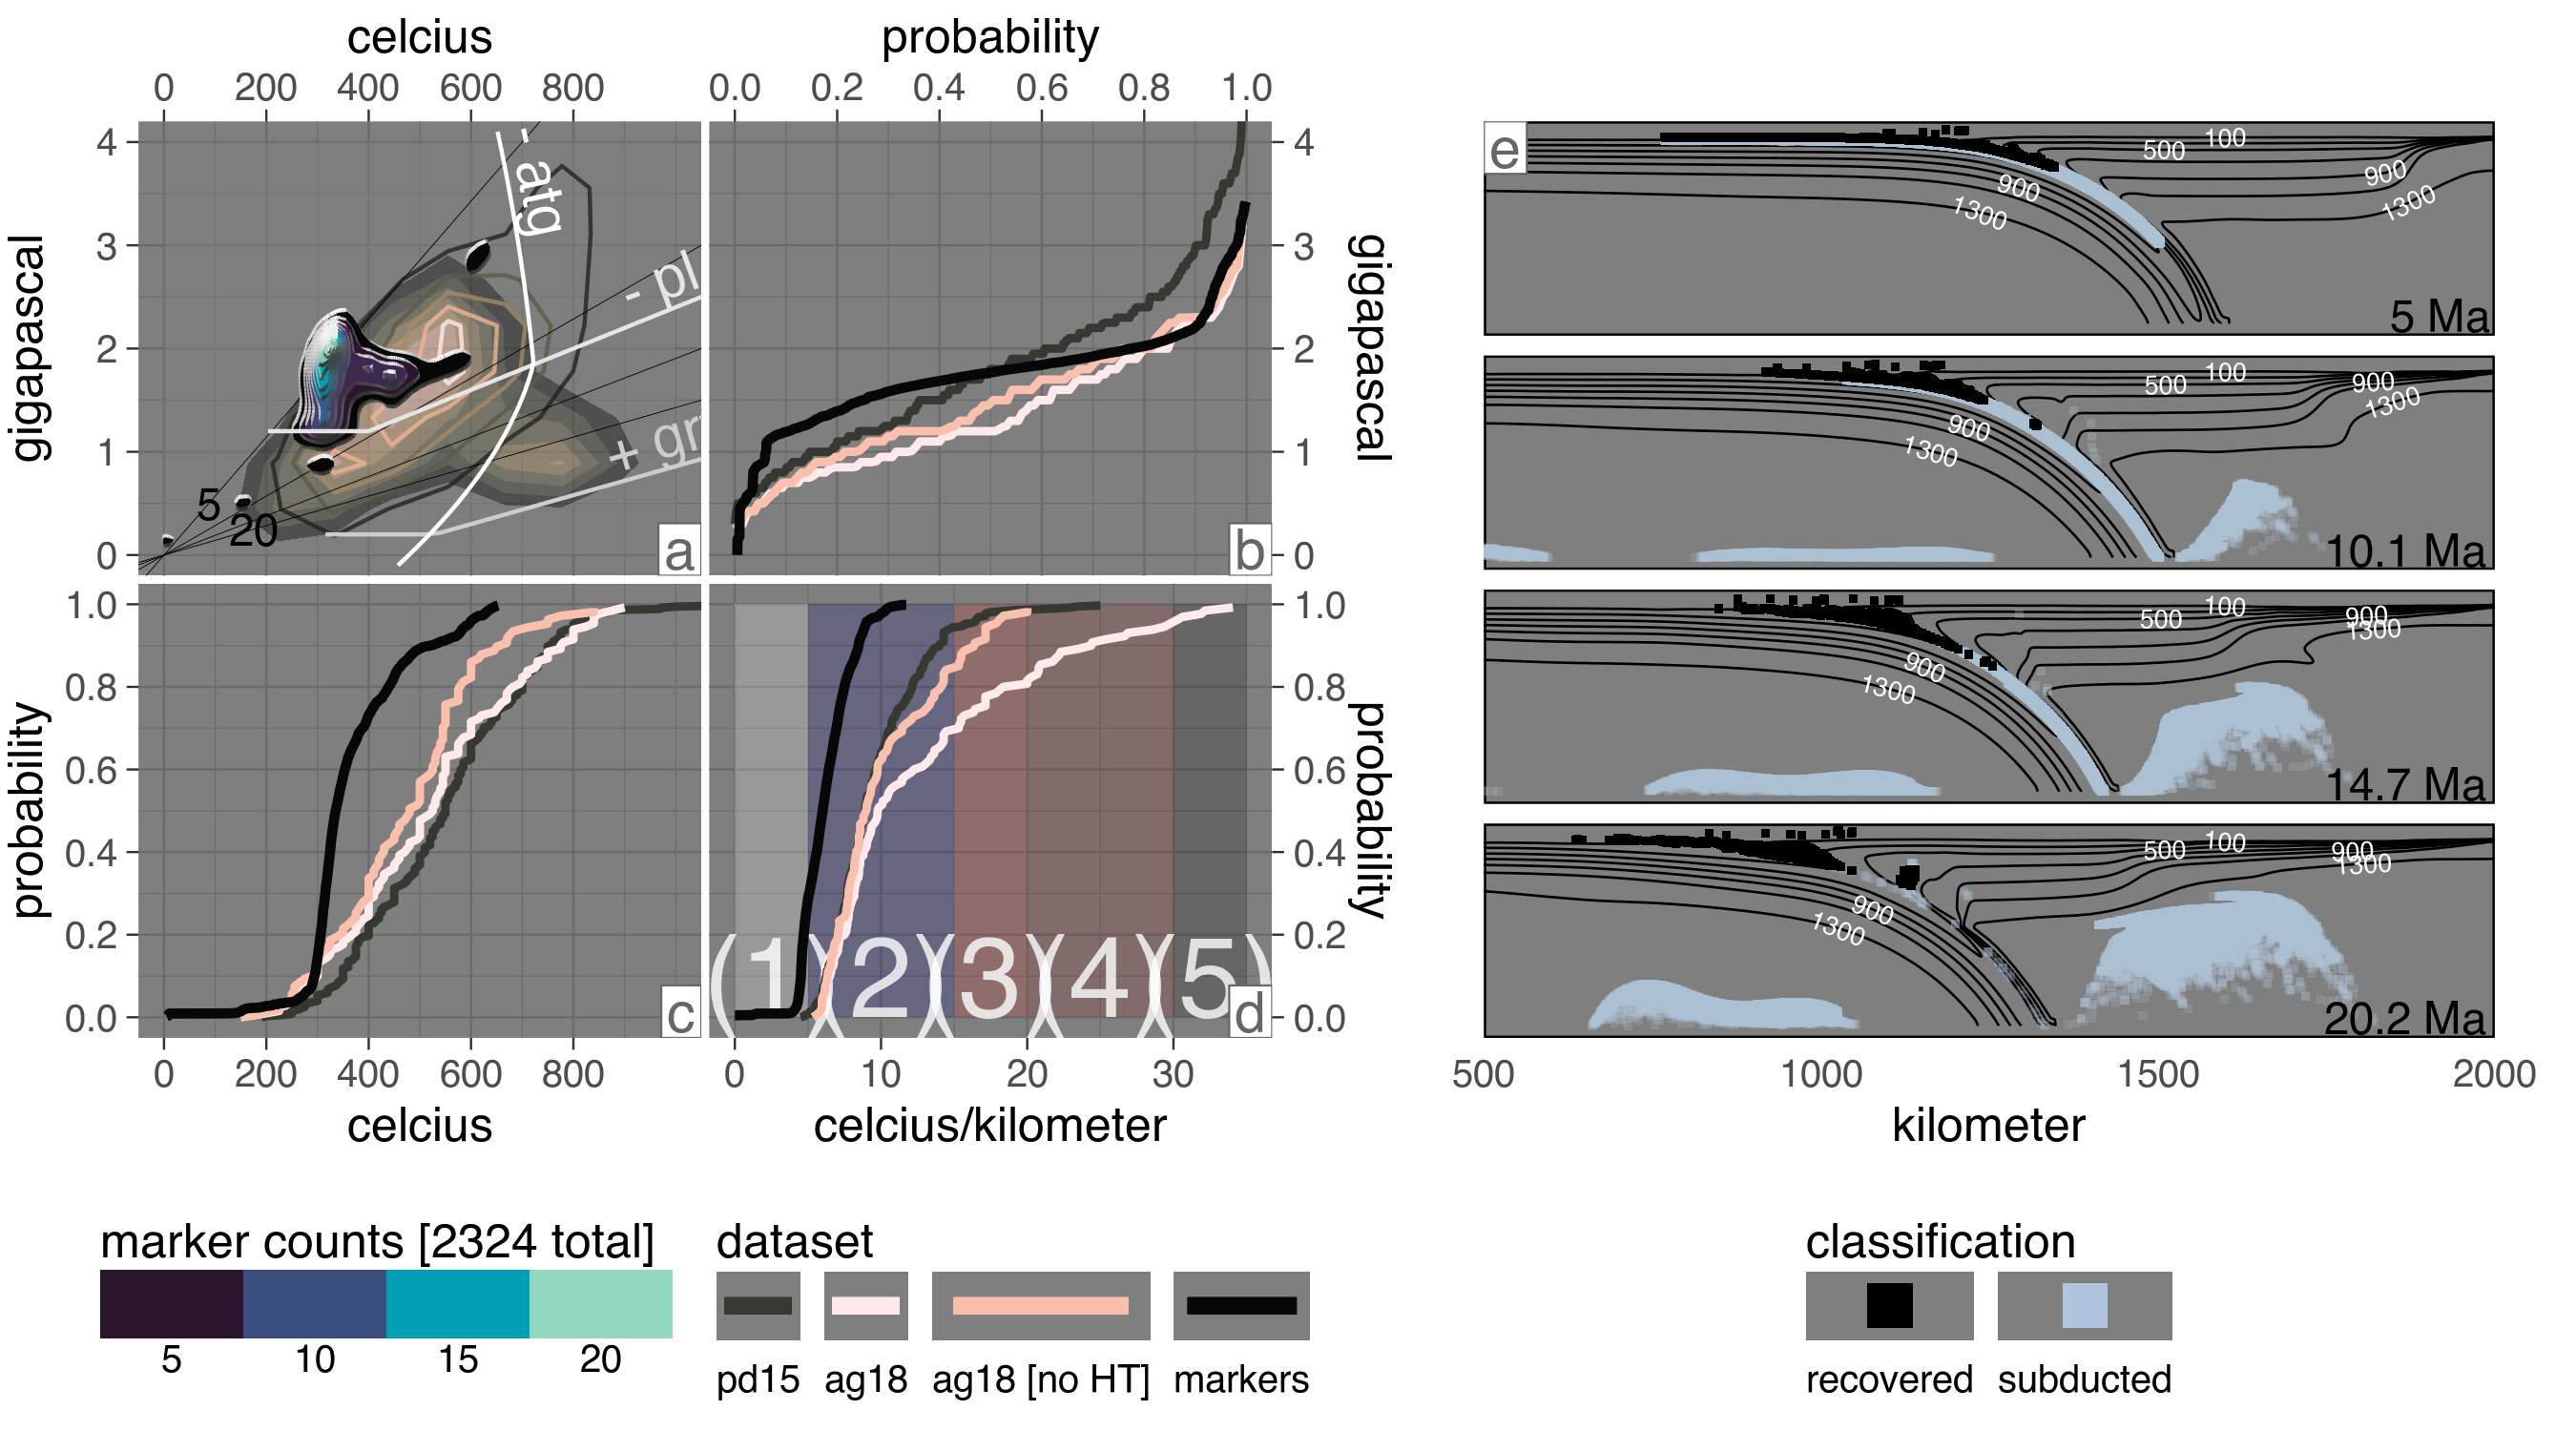 celcius
probability
0 200 400 600 800
0.0 0.2 0.4 0.6 0.8 1.0
gigapascal
4
3
2
1
0
- atg
- pl
+ gr
5
20
a
b
4
3
2
1
0
gigapascal
probability
1.0
0.8
0.6
0.4
0.2
0.0
c
(1)(2)(3)(4)(5)
d
1.0
0.8
0.6
0.4
0.2
0.0
probability
0 200 400 600 800
0 10 20 30
celcius
celcius/kilometer
e
100
500
900
900
1300
1300
5 Ma
100
500
900
1300
900
1300
10.1 Ma
100
500
900
1300
900
1300
14.7 Ma
100
500
900
1300
900
1300
20.2 Ma
500 1000 1500 2000
kilometer
marker counts [2324 total]
5 10 15 20
dataset
pd15 ag18 ag18 [no HT] markers
classification
recovered subducted